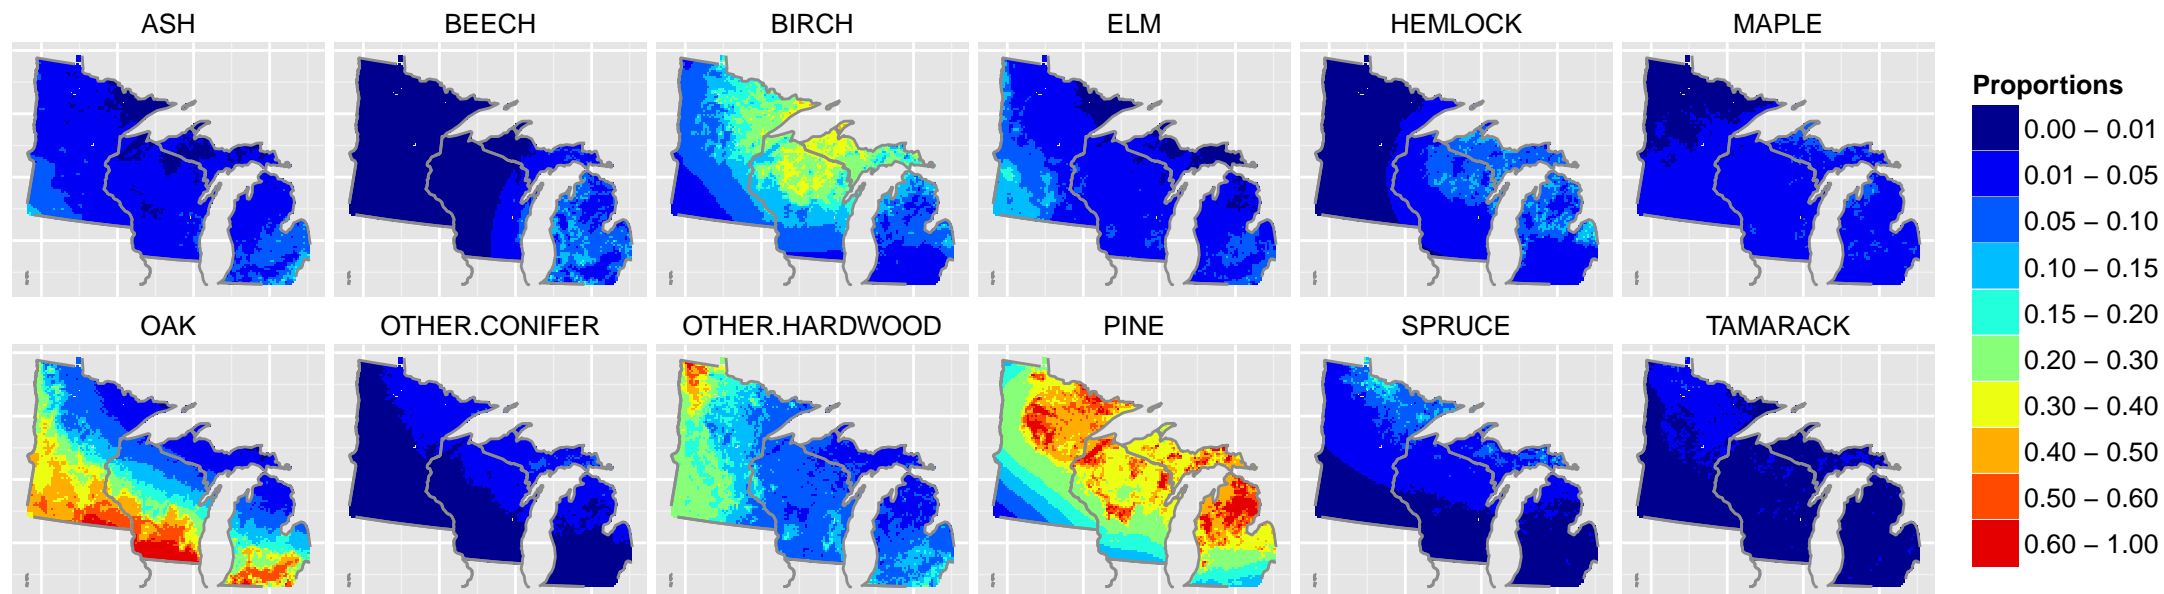 ASH BEECH BIRCH ELM HEMLOCK MAPLE
OAK OTHER.CONIFER OTHER.HARDWOOD PINE SPRUCE TAMARACK
Proportions
0.00 − 0.01
0.01 − 0.05
0.05 − 0.10
0.10 − 0.15
0.15 − 0.20
0.20 − 0.30
0.30 − 0.40
0.40 − 0.50
0.50 − 0.60
0.60 − 1.00